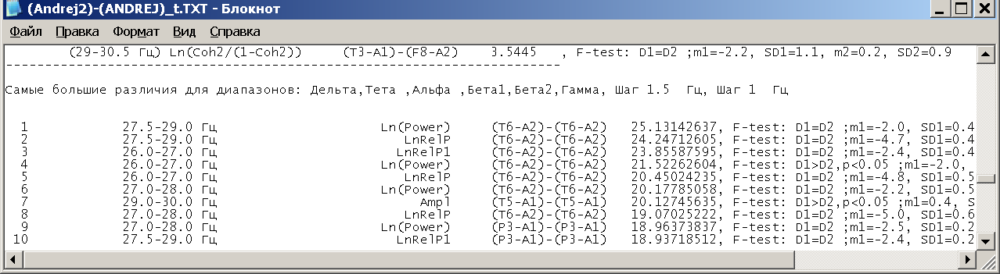 (Andrej2)-(ANDREJ)_t.TXT - Блокнот
Файл Правка Формат Вид Справка
(29-30.5 Гц) Ln(Coh2/(1-Coh2)) (T3-A1)-(F8-A2) 3.5445 , F-test: D1=D2 ;m1=-2.2, SD1=1.1, m2=0.2, SD2=0.9
--------------------------------------------------------------------------------
Самые большие различия для диапазонов: Дельта,Тета ,Альфа ,Бета1,Бета2,Гамма, Шаг 1.5 Гц, Шаг 1 Гц
1 27.5-29.0 Гц Ln(Power) (T6-A2)-(T6-A2) 25.13142637, F-test: D1=D2 ;m1=-2.0, SD1=0.4
2 27.5-29.0 Гц LnRelP (T6-A2)-(T6-A2) 24.24712605, F-test: D1=D2 ;m1=-4.7, SD1=0.4
3 26.0-27.0 Гц LnRelP1 (T6-A2)-(T6-A2) 23.85587595, F-test: D1=D2 ;m1=-2.4, SD1=0.4
4 26.0-27.0 Гц Ln(Power) (T6-A2)-(T6-A2) 21.52262604, F-test: D1>D2,p<0.05 ;m1=-2.0,
5 26.0-27.0 Гц LnRelP (T6-A2)-(T6-A2) 20.45024235, F-test: D1=D2 ;m1=-4.8, SD1=0.5
6 27.0-28.0 Гц Ln(Power) (T6-A2)-(T6-A2) 20.17785058, F-test: D1=D2 ;m1=-2.2, SD1=0.5
7 29.0-30.0 Гц Ampl (T5-A1)-(T5-A1) 20.12745635, F-test: D1>D2,p<0.05 ;m1=0.4, S
8 27.0-28.0 Гц LnRelP (T6-A2)-(T6-A2) 19.07025222, F-test: D1=D2 ;m1=-5.0, SD1=0.6
9 27.0-28.0 Гц Ln(Power) (P3-A1)-(P3-A1) 18.96373837, F-test: D1=D2 ;m1=-2.5, SD1=0.2
10 27.5-29.0 Гц LnRelP1 (P3-A1)-(P3-A1) 18.93718512, F-test: D1=D2 ;m1=-2.4, SD1=0.2